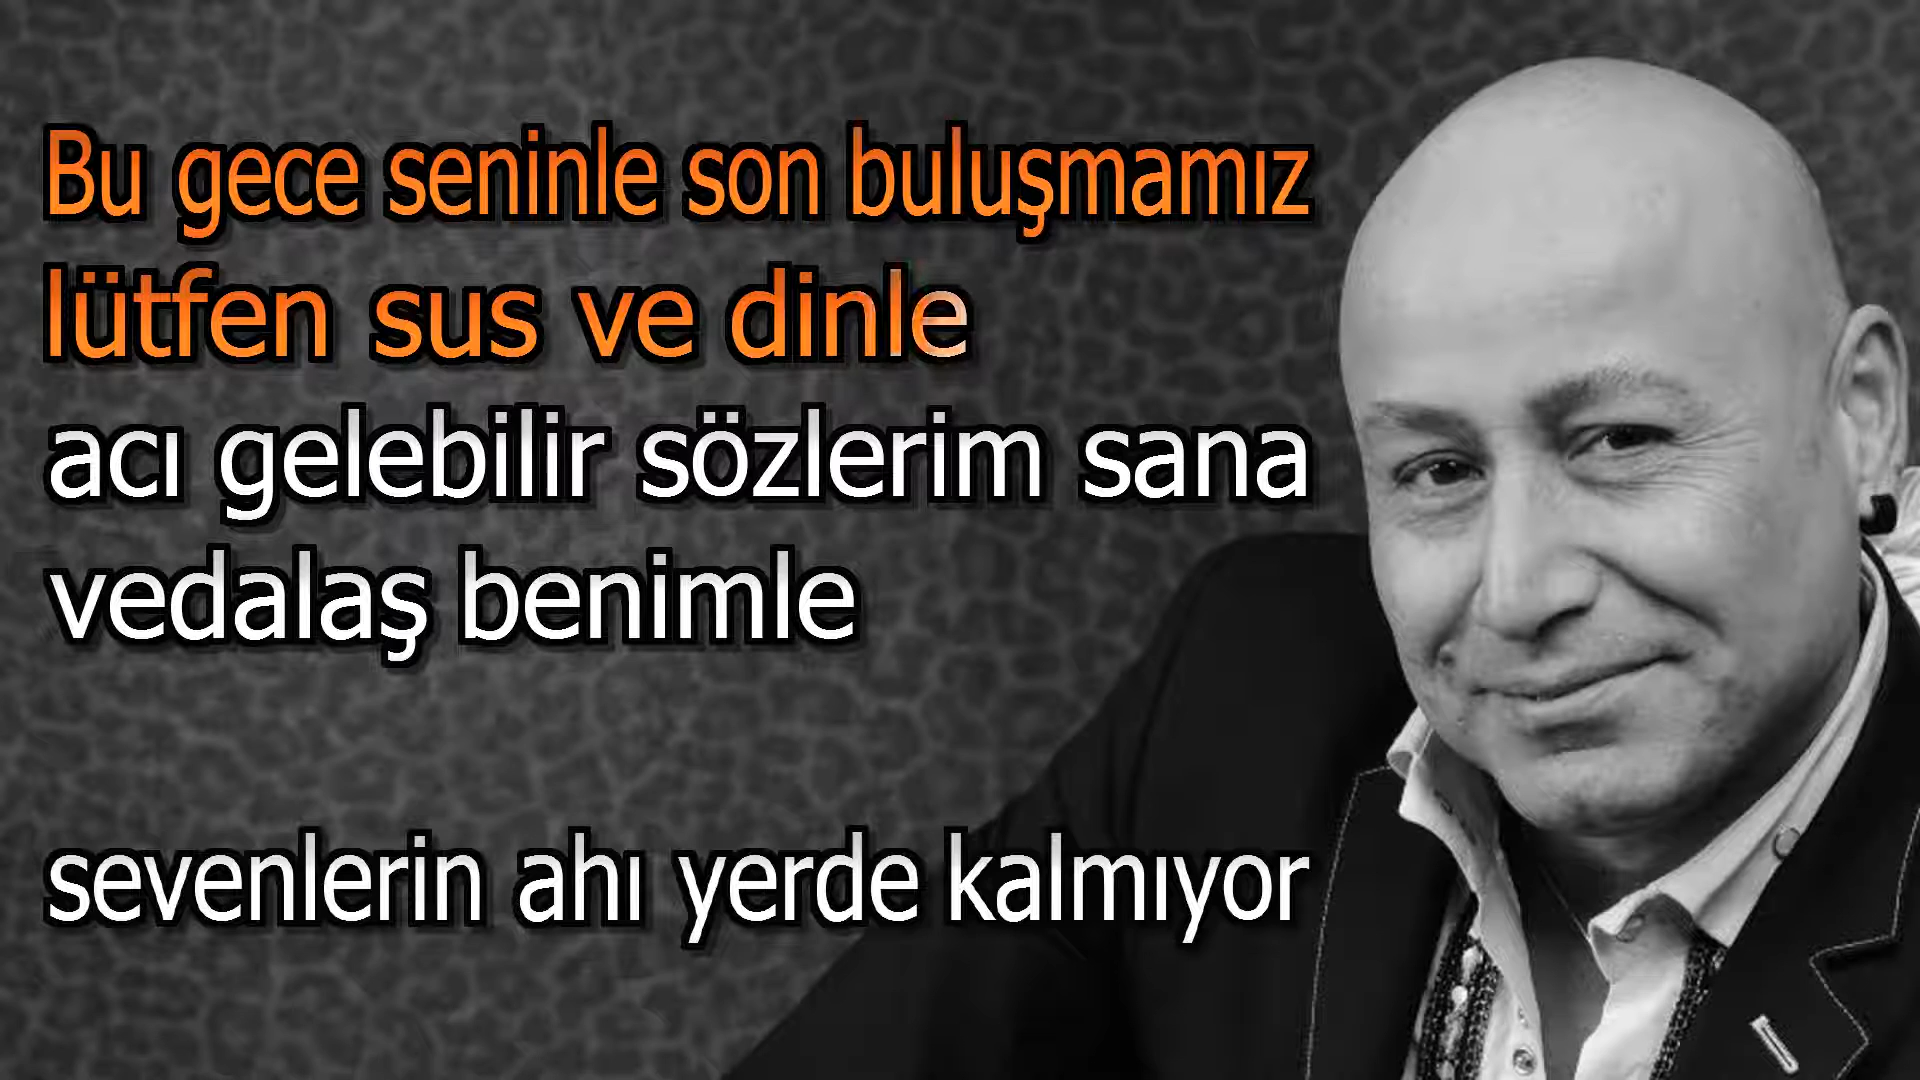 Bu gece seninle son buluşmamız
lütfen sus ve dinle
acı gelebilir sözlerim sana
vedalaş benimle
sevenlerin ahı yerde kalmıyor